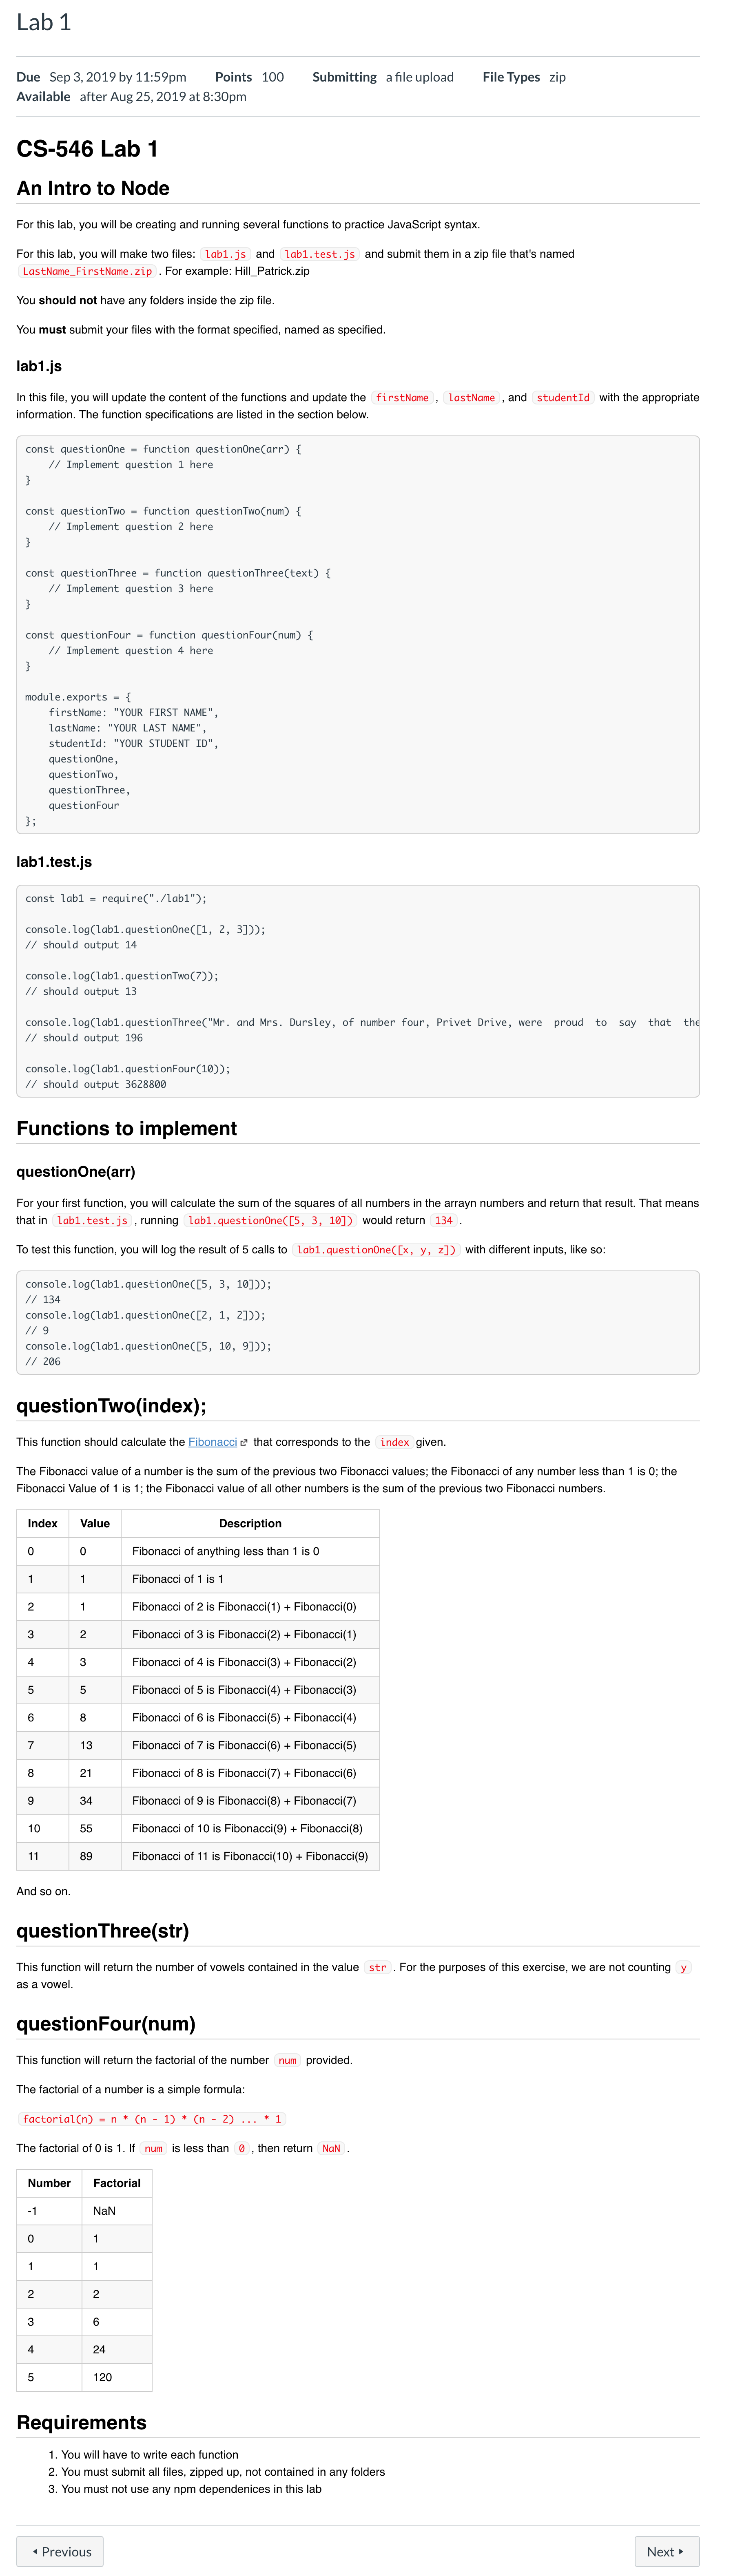 Lab 1
Due Sep 3, 2019 by 11:59pm Points 100 Submitting a file upload File Types zip
Available after Aug 25, 2019 at 8:30pm
CS-546 Lab 1
An Intro to Node
For this lab, you will be creating and running several functions to practice JavaScript syntax.
For this lab, you will make two files: lab1.js and lab1.test.js and submit them in a zip file that's named
LastName_FirstName.zip . For example: Hill_Patrick.zip
You should not have any folders inside the zip file.
You must submit your files with the format specified, named as specified.
lab1.js
In this file, you will update the content of the functions and update the firstName , lastName , and studentId with the appropriate
information. The function specifications are listed in the section below.
const questionOne = function questionOne(arr) {
// Implement question 1 here
}
const questionTwo = function questionTwo(num) {
// Implement question 2 here
}
const questionThree = function questionThree(text) {
// Implement question 3 here
}
const questionFour = function questionFour(num) {
// Implement question 4 here
}
module.exports = {
firstName: "YOUR FIRST NAME",
lastName: "YOUR LAST NAME",
studentId: "YOUR STUDENT ID",
questionOne,
questionTwo,
questionThree,
questionFour
};
lab1.test.js
const lab1 = require("./lab1");
console.log(lab1.questionOne([1, 2, 3]));
// should output 14
console.log(lab1.questionTwo(7));
// should output 13
console.log(lab1.questionThree("Mr. and Mrs. Dursley, of number four, Privet Drive, were proud to say that the
// should output 196
console.log(lab1.questionFour(10));
// should output 3628800
Functions to implement
questionOne(arr)
For your first function, you will calculate the sum of the squares of all numbers in the arrayn numbers and return that result. That means
that in lab1.test.js , running lab1.questionOne([5, 3, 10]) would return 134 .
To test this function, you will log the result of 5 calls to lab1.questionOne([x, y, z]) with different inputs, like so:
console.log(lab1.questionOne([5, 3, 10]));
// 134
console.log(lab1.questionOne([2, 1, 2]));
// 9
console.log(lab1.questionOne([5, 10, 9]));
// 206
questionTwo(index);
This function should calculate the Fibonacci that corresponds to the index given.
The Fibonacci value of a number is the sum of the previous two Fibonacci values; the Fibonacci of any number less than 1 is 0; the
Fibonacci Value of 1 is 1; the Fibonacci value of all other numbers is the sum of the previous two Fibonacci numbers.
Index Value Description
0 0 Fibonacci of anything less than 1 is 0
1 1 Fibonacci of 1 is 1
2 1 Fibonacci of 2 is Fibonacci(1) + Fibonacci(0)
3 2 Fibonacci of 3 is Fibonacci(2) + Fibonacci(1)
4 3 Fibonacci of 4 is Fibonacci(3) + Fibonacci(2)
5 5 Fibonacci of 5 is Fibonacci(4) + Fibonacci(3)
6 8 Fibonacci of 6 is Fibonacci(5) + Fibonacci(4)
7 13 Fibonacci of 7 is Fibonacci(6) + Fibonacci(5)
8 21 Fibonacci of 8 is Fibonacci(7) + Fibonacci(6)
9 34 Fibonacci of 9 is Fibonacci(8) + Fibonacci(7)
10 55 Fibonacci of 10 is Fibonacci(9) + Fibonacci(8)
11 89 Fibonacci of 11 is Fibonacci(10) + Fibonacci(9)
And so on.
questionThree(str)
This function will return the number of vowels contained in the value str . For the purposes of this exercise, we are not counting y
as a vowel.
questionFour(num)
This function will return the factorial of the number num provided.
The factorial of a number is a simple formula:
factorial(n) = n * (n - 1) * (n - 2) ... * 1
The factorial of 0 is 1. If num is less than 0 , then return NaN .
Number Factorial
-1 NaN
0 1
1 1
2 2
3 6
4 24
5 120
Requirements
1. You will have to write each function
2. You must submit all files, zipped up, not contained in any folders
3. You must not use any npm dependenices in this lab
Previous Next